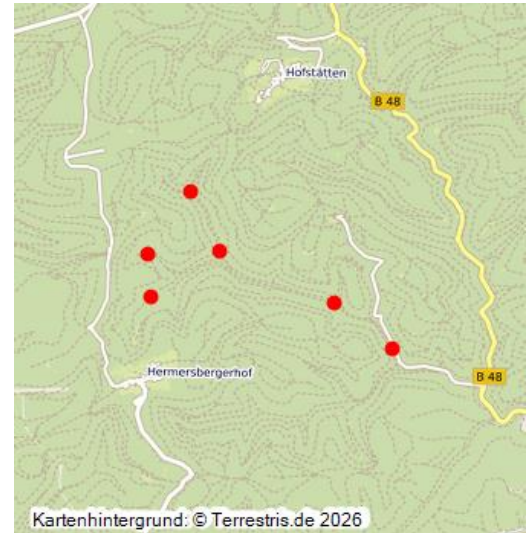 Hofstätten
B 48
Hermersbergerhof
B 48
Kartenhintergrund: © Terrestris.de 2026